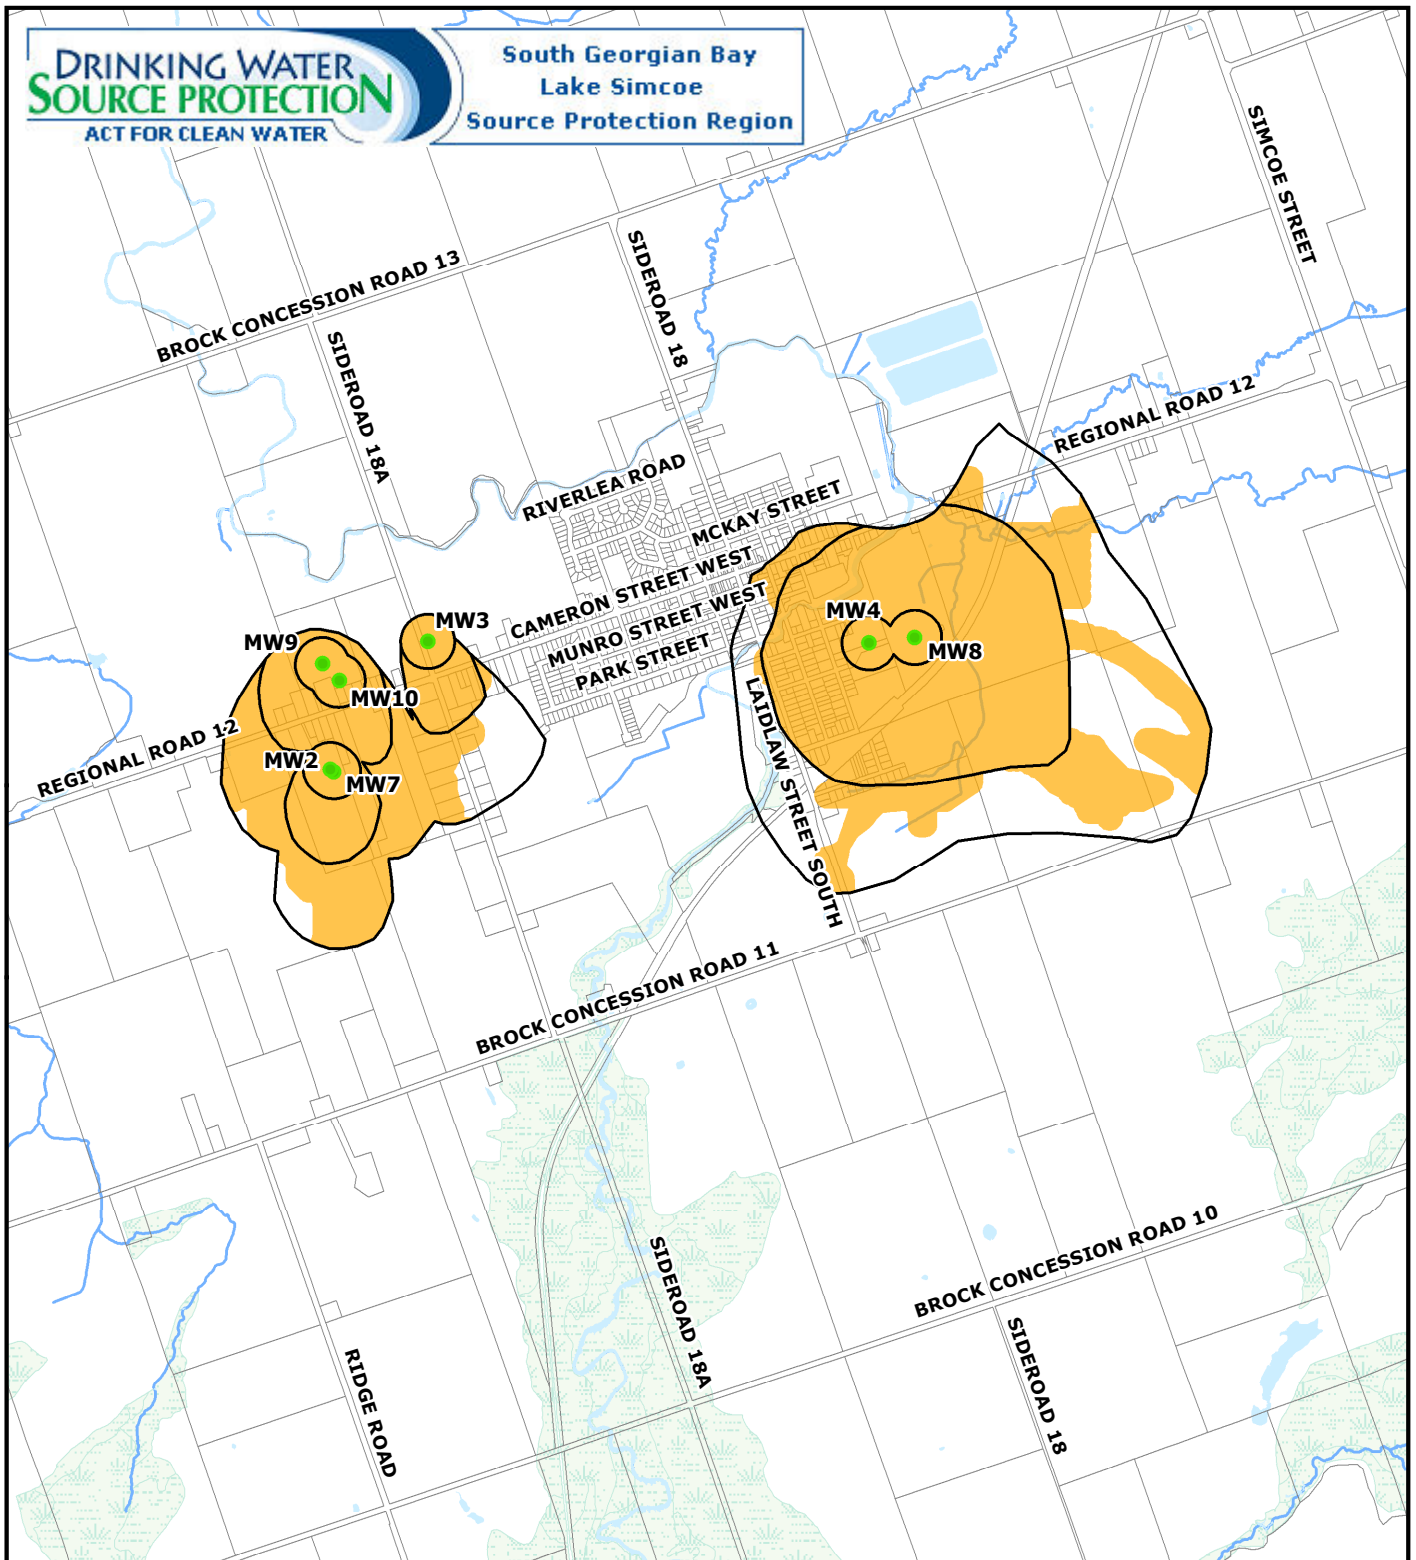 DRINKING WATER
SOURCE PROTECTION
ACT FOR CLEAN WATER
South Georgian Bay
Lake Simcoe
Source Protection Region
SIMCOE STREET
SIDEROAD 18
BROCK CONCESSION ROAD 13
SIDEROAD 18A
REGIONAL ROAD 12
RIVERLEA ROAD
MCKAY STREET
CAMERON STREET WEST
MUNRO STREET WEST
PARK STREET
MW4
MW8
MW3
MW9
MW10
REGIONAL ROAD 12
MW2
MW7
LAIDLAW STREET SOUTH
BROCK CONCESSION ROAD 11
BROCK CONCESSION ROAD 10
SIDEROAD 18A
SIDEROAD 18
RIDGE ROAD